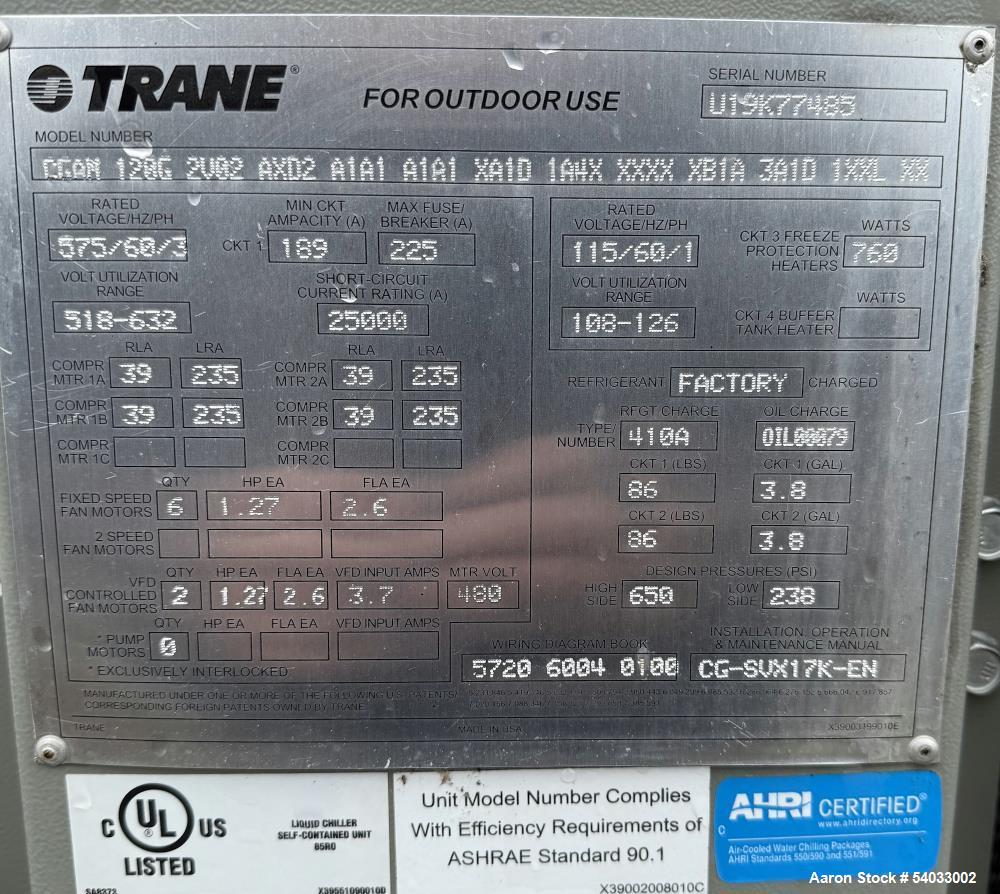 TRANE®
FOR OUTDOOR USE
SERIAL NUMBER
U19K77485
MODEL NUMBER
CGAM 120G 2V02 AXD2 A1A1 A1A1 XA1D 1A4X XXXX XB1A 3A1D 1XXL XX
RATED VOLTAGE/HZ/PH
575/60/3
CKT 1
MIN CKT AMPACITY (A)
189
MAX FUSE/ BREAKER (A)
225
VOLT UTILIZATION RANGE
518-632
SHORT-CIRCUIT CURRENT RATING (A)
25000
RATED VOLTAGE/HZ/PH
115/60/1
CKT 3 FREEZE PROTECTION HEATERS
WATTS
760
VOLT UTILIZATION RANGE
108-126
CKT 4 BUFFER TANK HEATER
WATTS
RLA LRA RLA LRA
COMPR MTR 1A 39 235 COMPR MTR 2A 39 235
COMPR MTR 1B 39 235 COMPR MTR 2B 39 235
COMPR MTR 1C COMPR MTR 2C
QTY HP EA FLA EA
FIXED SPEED FAN MOTORS 6 1.27 2.6
2 SPEED FAN MOTORS
QTY HP EA FLA EA VFD INPUT AMPS MTR VOLT
VFD CONTROLLED FAN MOTORS 2 1.27 2.6 3.7 480
QTY HP EA FLA EA VFD INPUT AMPS
* PUMP MOTORS 0
* EXCLUSIVELY INTERLOCKED
REFRIGERANT FACTORY CHARGED
RFGT CHARGE OIL CHARGE
TYPE/ NUMBER 410A OIL00079
CKT 1 (LBS) CKT 1 (GAL)
86 3.8
CKT 2 (LBS) CKT 2 (GAL)
86 3.8
DESIGN PRESSURES (PSI)
HIGH SIDE 650 LOW SIDE 238
WIRING DIAGRAM BOOK
5720 6004 0100
INSTALLATION, OPERATION & MAINTENANCE MANUAL
CG-SVX17K-EN
MANUFACTURED UNDER ONE OR MORE OF THE FOLLOWING U.S. PATENTS/
CORRESPONDING FOREIGN PATENTS OWNED BY TRANE
TRANE
MADE IN USA
X39003499010E
C UL US
LISTED
LIQUID CHILLER
SELF-CONTAINED UNIT
85R0
SA8372
X39551090010
Unit Model Number Complies
With Efficiency Requirements of
ASHRAE Standard 90.1
X39002008010C
C
AHRI CERTIFIED®
www.ahridirectory.org
Air-Cooled Water Chilling Packages
AHRI Standards 550/590 and 551/591
Aaron Stock # 54033002